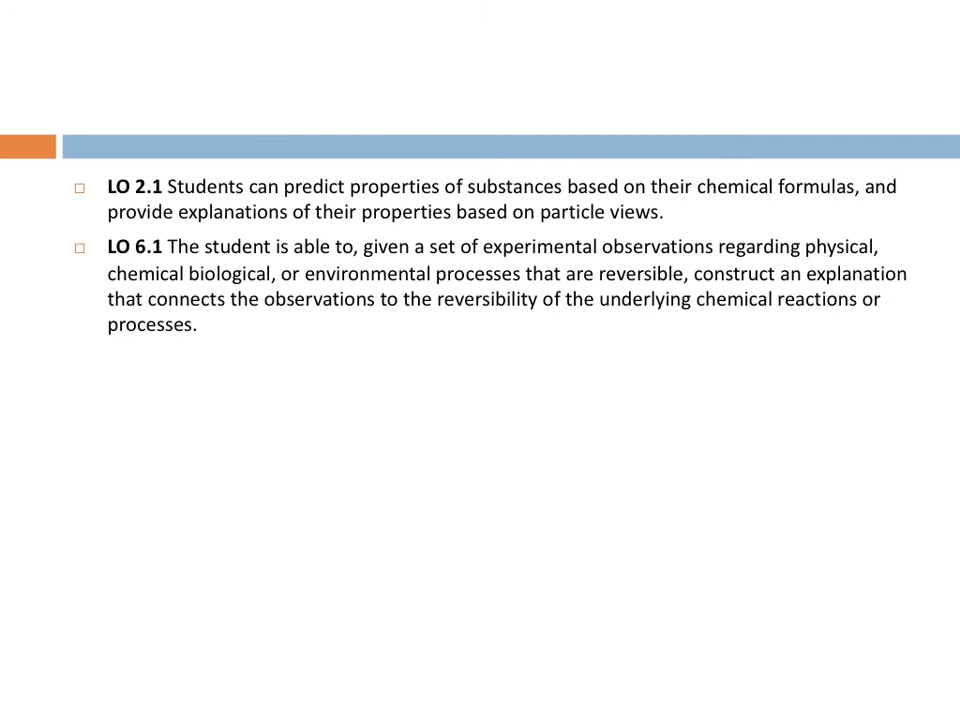 LO 2.1 Students can predict properties of substances based on their chemical formulas, and
provide explanations of their properties based on particle views.
LO 6.1 The student is able to, given a set of experimental observations regarding physical,
chemical biological, or environmental processes that are reversible, construct an explanation
that connects the observations to the reversibility of the underlying chemical reactions or
processes.